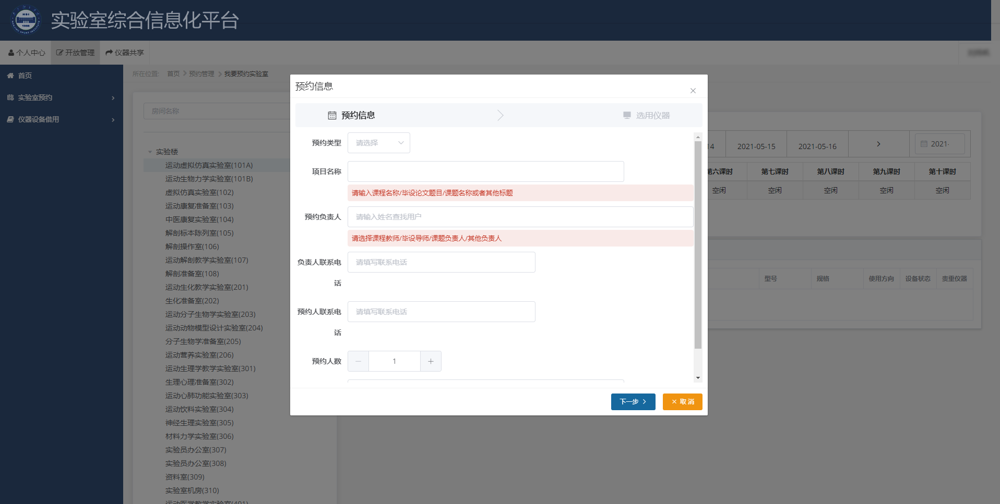 实验室综合信息化平台
个人中心
开放管理
仪器共享
首页
实验室预约
仪器设备借用
所在位置: 首页 预约管理 我要预约实验室
房间名称
实验楼
运动虚拟仿真实验室(101A)
运动生物力学实验室(101B)
虚拟仿真实验室(102)
运动康复准备室(103)
中医康复实验室(104)
解剖标本陈列室(105)
解剖操作室(106)
运动解剖教学实验室(107)
解剖准备室(108)
运动生化教学实验室(201)
生化准备室(202)
运动分子生物学实验室(203)
运动动物模型设计实验室(204)
分子生物学准备室(205)
运动营养实验室(206)
运动生理学教学实验室(301)
生理心理准备室(302)
运动心肺功能实验室(303)
运动饮料实验室(304)
神经生理实验室(305)
材料力学实验室(306)
实验员办公室(307)
实验员办公室(308)
资料室(309)
实验室机房(310)
运动医学教学实验室(401)
预约信息
预约信息
选用仪器
预约类型
请选择
项目名称
请输入课程名称/毕设论文题目/课题名称或者其他标题
预约负责人
请输入姓名查找用户
请选择课程教师/毕设导师/课题负责人/其他负责人
负责人联系电
话
请填写联系电话
预约人联系电
话
请填写联系电话
预约人数
1
下一步
取消
14
2021-05-15
2021-05-16
2021-
第六课时
第七课时
第八课时
第九课时
第十课时
空闲
空闲
空闲
空闲
空闲
型号
规格
使用方向
设备状态
贵重仪器